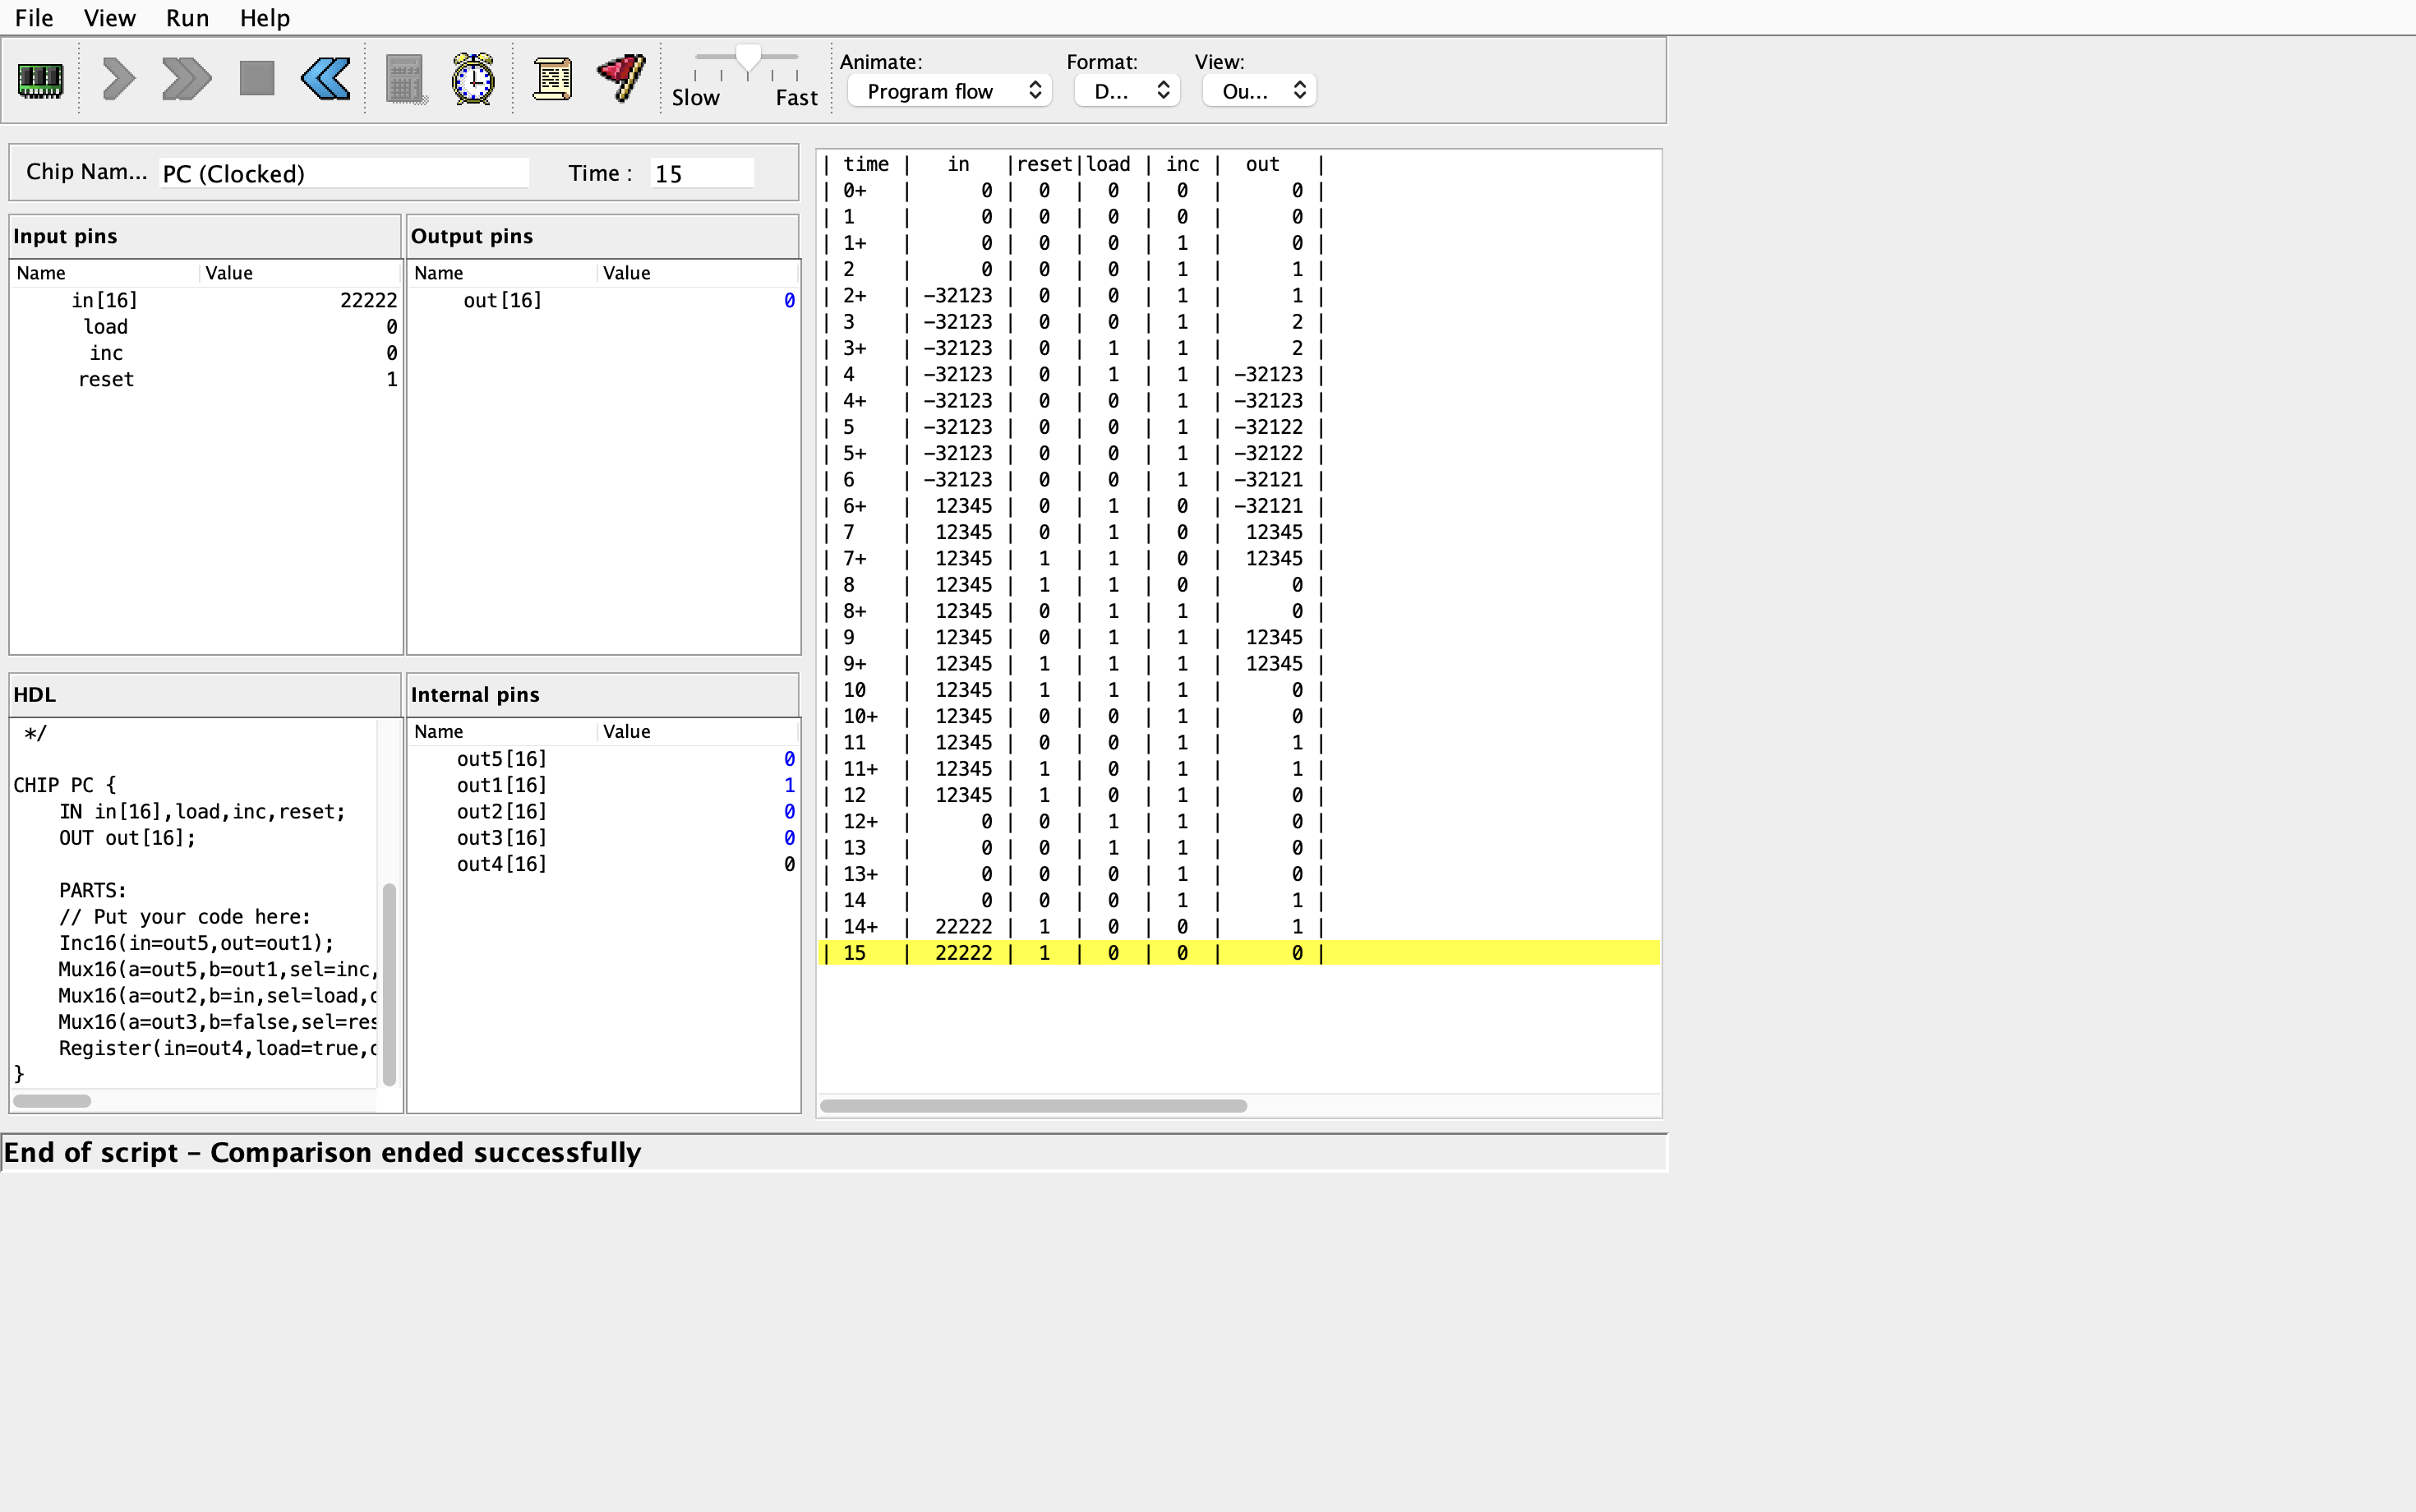 File View Run Help
Animate: Format: View:
Slow Fast Program flow D... Ou...
Chip Nam... PC (Clocked) Time : 15
Input pins
Name Value
in[16] 22222
load 0
inc 0
reset 1
Output pins
Name Value
out[16] 0
HDL
*/
CHIP PC {
IN in[16],load,inc,reset;
OUT out[16];
PARTS:
// Put your code here:
Inc16(in=out5,out=out1);
Mux16(a=out5,b=out1,sel=inc,
Mux16(a=out2,b=in,sel=load,
Mux16(a=out3,b=false,sel=res
Register(in=out4,load=true,
}
Internal pins
Name Value
out5[16] 0
out1[16] 1
out2[16] 0
out3[16] 0
out4[16] 0
| time | in |reset|load | inc | out |
| 0+ | 0 | 0 | 0 | 0 | 0 |
| 1 | 0 | 0 | 0 | 0 | 0 |
| 1+ | 0 | 0 | 0 | 1 | 0 |
| 2 | 0 | 0 | 0 | 1 | 1 |
| 2+ | -32123 | 0 | 0 | 1 | 1 |
| 3 | -32123 | 0 | 0 | 1 | 2 |
| 3+ | -32123 | 0 | 1 | 1 | 2 |
| 4 | -32123 | 0 | 1 | 1 | -32123 |
| 4+ | -32123 | 0 | 0 | 1 | -32123 |
| 5 | -32123 | 0 | 0 | 1 | -32122 |
| 5+ | -32123 | 0 | 0 | 1 | -32122 |
| 6 | -32123 | 0 | 0 | 1 | -32121 |
| 6+ | 12345 | 0 | 1 | 0 | -32121 |
| 7 | 12345 | 0 | 1 | 0 | 12345 |
| 7+ | 12345 | 1 | 1 | 0 | 12345 |
| 8 | 12345 | 1 | 1 | 0 | 0 |
| 8+ | 12345 | 0 | 1 | 1 | 0 |
| 9 | 12345 | 0 | 1 | 1 | 12345 |
| 9+ | 12345 | 1 | 1 | 1 | 12345 |
| 10 | 12345 | 1 | 1 | 1 | 0 |
| 10+ | 12345 | 0 | 0 | 1 | 0 |
| 11 | 12345 | 0 | 0 | 1 | 1 |
| 11+ | 12345 | 1 | 0 | 1 | 1 |
| 12 | 12345 | 1 | 0 | 1 | 0 |
| 12+ | 0 | 0 | 1 | 1 | 0 |
| 13 | 0 | 0 | 1 | 1 | 0 |
| 13+ | 0 | 0 | 0 | 1 | 0 |
| 14 | 0 | 0 | 0 | 1 | 1 |
| 14+ | 22222 | 1 | 0 | 0 | 1 |
| 15 | 22222 | 1 | 0 | 0 | 0 |
End of script – Comparison ended successfully